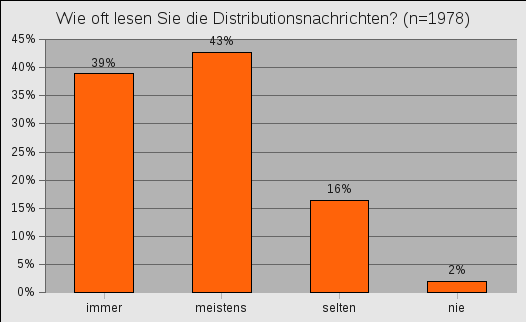 Wie oft lesen Sie die Distributionsnachrichten? (n=1978)
45%
40%
35%
30%
25%
20%
15%
10%
5%
0%
39%
43%
16%
2%
immer
meistens
selten
nie